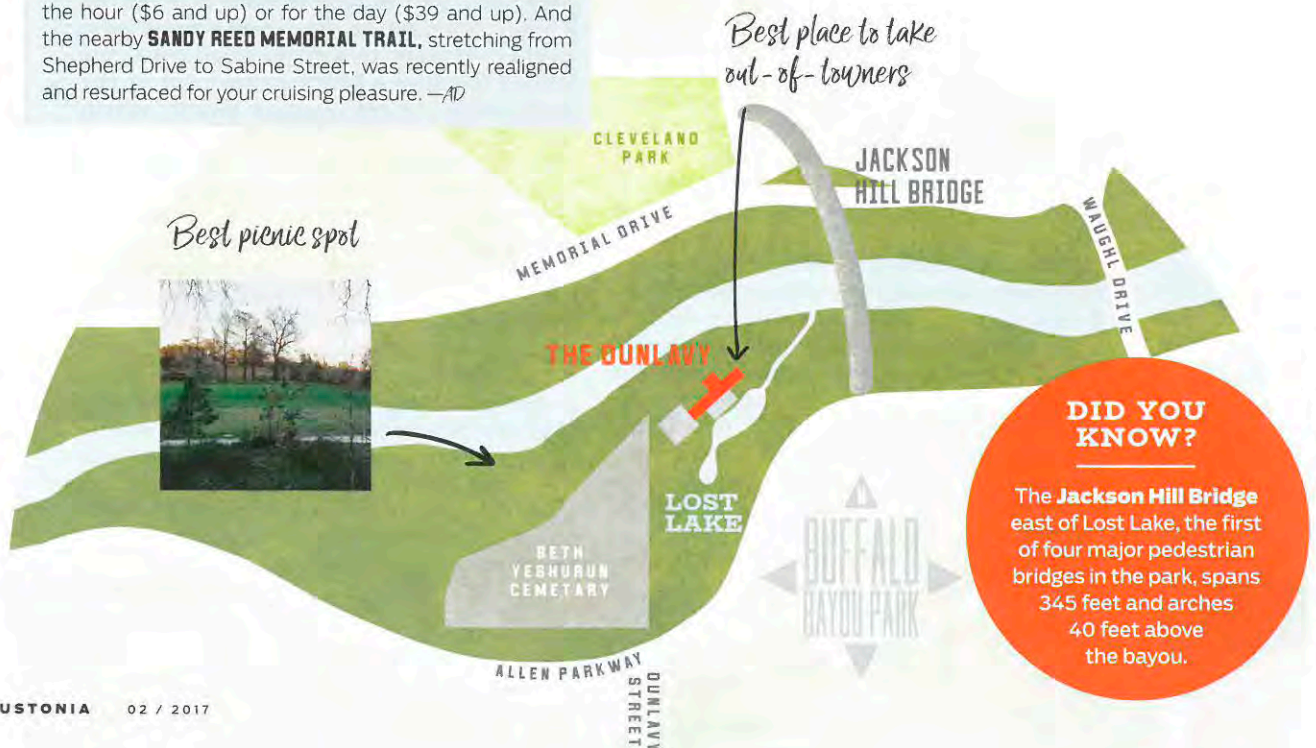 the hour ($6 and up) or for the day ($39 and up). And
the nearby SANDY REED MEMORIAL TRAIL, stretching from
Shepherd Drive to Sabine Street, was recently realigned
and resurfaced for your cruising pleasure. —AD
Best place to take
out-of-towners
CLEVELAND
PARK
JACKSON
HILL BRIDGE
Best picnic spot
MEMORIAL DRIVE
WAUGHL DRIVE
THE DUNLAVY
LOST
LAKE
BETH
YESHURUN
CEMETARY
BUFFALO
BAYOU PARK
DID YOU
KNOW?
The Jackson Hill Bridge
east of Lost Lake, the first
of four major pedestrian
bridges in the park, spans
345 feet and arches
40 feet above
the bayou.
ALLEN PARKWAY
DUNLAVY
STREET
USTONIA 02 / 2017